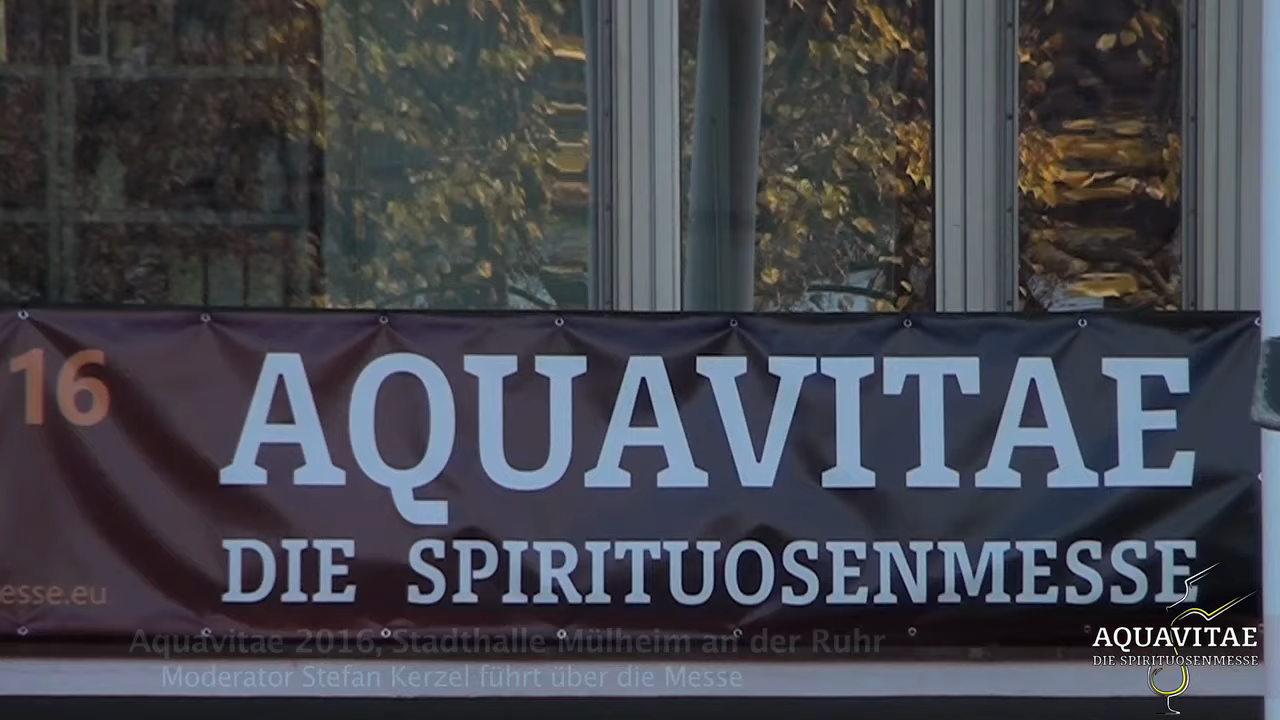 16
AQUAVITAE
DIE SPIRITUOSENMESSE
esse.eu
Aquavitae 2016, Stadthalle Mülheim an der Ruhr
Moderator Stefan Kerzel führt über die Messe
AQUAVITAE
DIE SPIRITUOSENMESSE